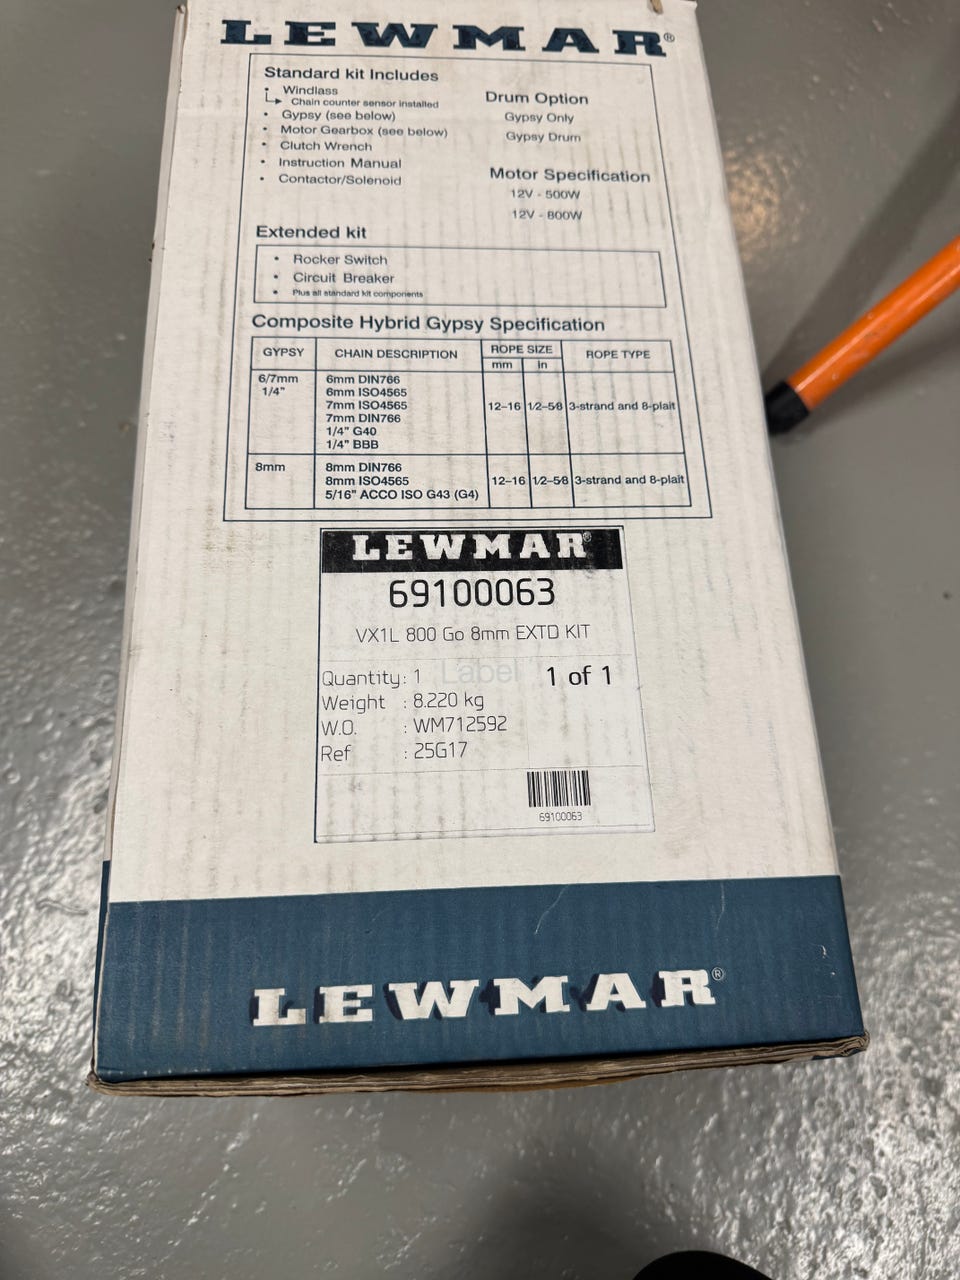 LEWMAR®
Standard kit Includes
• Windlass
Chain counter sensor installed
• Gypsy (see below)
• Motor Gearbox (see below)
• Clutch Wrench
• Instruction Manual
• Contactor/Solenoid
Drum Option
Gypsy Only
Gypsy Drum
Motor Specification
12V - 500W
12V - 800W
Extended kit
• Rocker Switch
• Circuit Breaker
• Plus all standard kit components
Composite Hybrid Gypsy Specification
GYPSY CHAIN DESCRIPTION ROPE SIZE ROPE TYPE
mm in
6/7mm 6mm DIN766
1/4" 6mm ISO4565
7mm ISO4565 12–16 1/2–5/8 3-strand and 8-plait
7mm DIN766
1/4" G40
1/4" BBB
8mm 8mm DIN766
8mm ISO4565 12–16 1/2–5/8 3-strand and 8-plait
5/16" ACCO ISO G43 (G4)
LEWMAR®
69100063
VX1L 800 Go 8mm EXTD KIT
Label
Quantity: 1 1 of 1
Weight : 8.220 kg
W.O. : WM712592
Ref : 25G17
69100063
LEWMAR®